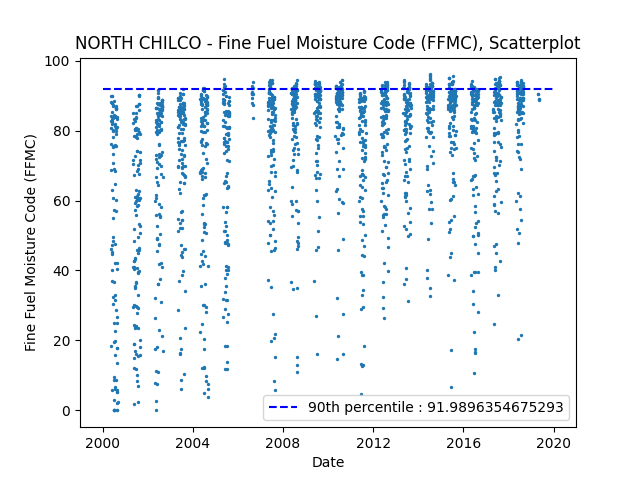 NORTH CHILCO - Fine Fuel Moisture Code (FFMC), Scatterplot
Fine Fuel Moisture Code (FFMC)
100
80
60
40
20
0
90th percentile : 91.9896354675293
2000 2004 2008 2012 2016 2020
Date